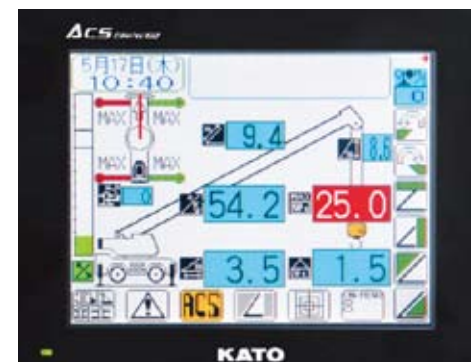 ACS
5月17日(木)
10:40
MAX MAX
9.4
MAX MAX
8.6
0
0
54.2 25.0
3.5 1.5
ACS
KATO